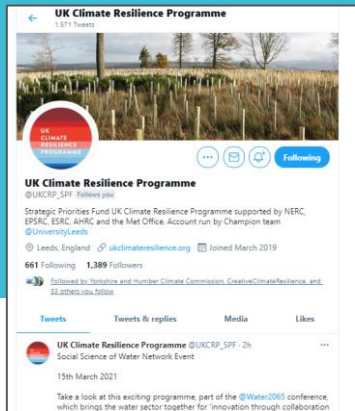 UK Climate Resilience Programme
1,571 Tweets
UK
CLIMATE
RESILIENCE
PROGRAMME
Following
UK Climate Resilience Programme
@UKCRP_SPF Follows you
Strategic Priorities Fund UK Climate Resilience Programme supported by NERC,
EPSRC, ESRC, AHRC and the Met Office. Account run by Champion team
@UniversityLeeds
Leeds, England ukclimateresilience.org Joined March 2019
661 Following 1,389 Followers
Followed by Yorkshire and Humber Climate Commission, CreativeClimateResilience, and
33 others you follow
Tweets Tweets & replies Media Likes
UK Climate Resilience Programme @UKCRP_SPF · 2h
Social Science of Water Network Event
15th March 2021
Take a look at this exciting programme, part of the @Water2065 conference,
which brings the water sector together for 'innovation through collaboration